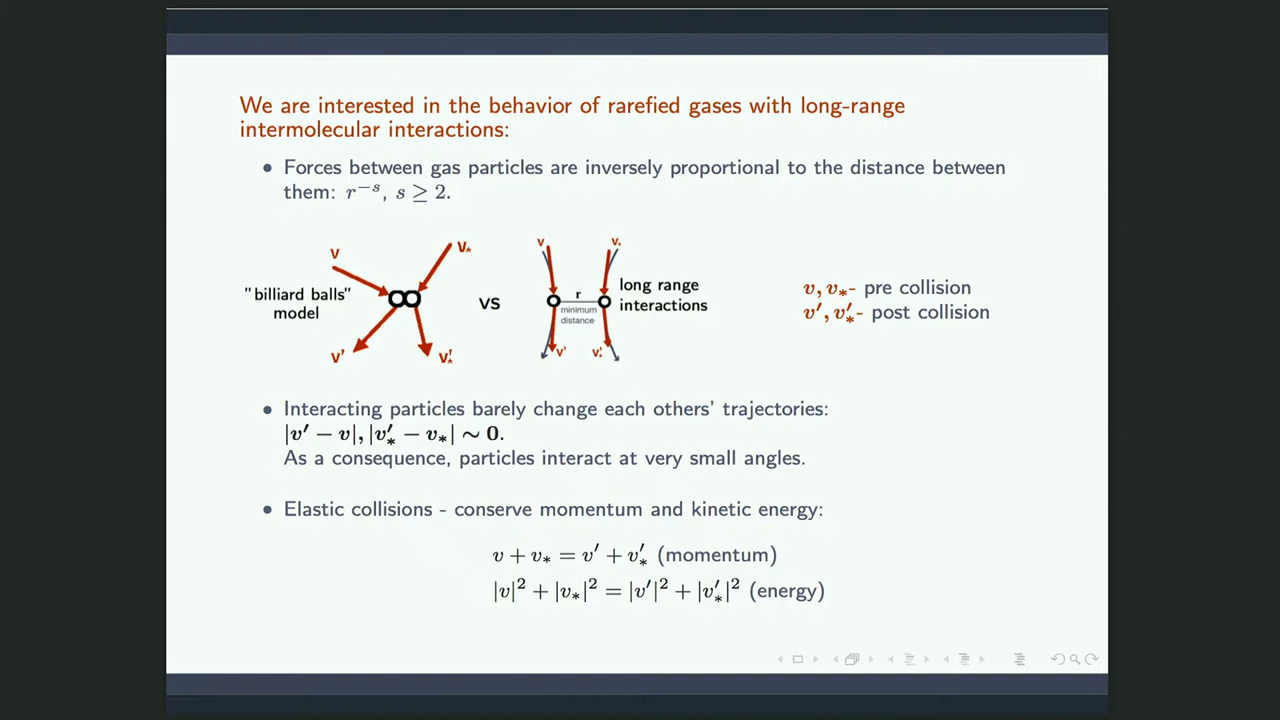 We are interested in the behavior of rarefied gases with long-range
intermolecular interactions:
• Forces between gas particles are inversely proportional to the distance between
them: r⁻ˢ, s ≥ 2.
v
v⋆
"billiard balls"
model
v'
v'⋆
vs
v
v⋆
r
minimum
distance
v'
v'⋆
long range
interactions
v, v∗- pre collision
v′, v′∗- post collision
• Interacting particles barely change each others' trajectories:
|v′ − v|, |v′∗ − v∗| ∼ 0.
As a consequence, particles interact at very small angles.
• Elastic collisions - conserve momentum and kinetic energy:
v + v∗ = v′ + v′∗ (momentum)
|v|² + |v∗|² = |v′|² + |v′∗|² (energy)